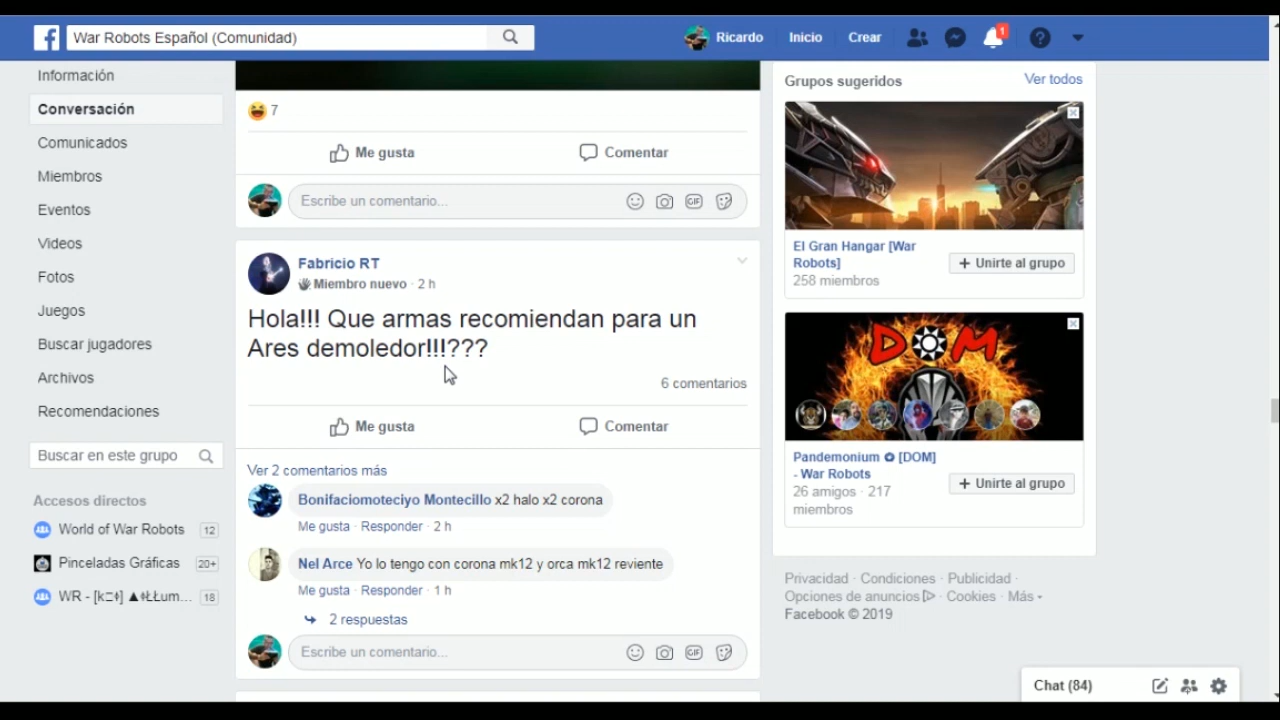 War Robots Español (Comunidad)
Ricardo
Inicio
Crear
1
Información
Conversación
Comunicados
Miembros
Eventos
Videos
Fotos
Juegos
Buscar jugadores
Archivos
Recomendaciones
Buscar en este grupo
Accesos directos
World of War Robots 12
Pinceladas Gráficas 20+
18
7
Me gusta
Comentar
Escribe un comentario...
GIF
Fabricio RT
Miembro nuevo · 2 h
Hola!!! Que armas recomiendan para un
Ares demoledor!!!???
6 comentarios
Me gusta
Comentar
Ver 2 comentarios más
Bonifaciomoteciyo Montecillo x2 halo x2 corona
Me gusta · Responder · 2 h
Nel Arce Yo lo tengo con corona mk12 y orca mk12 reviente
Me gusta · Responder · 1 h
2 respuestas
Escribe un comentario...
GIF
Grupos sugeridos
Ver todos
El Gran Hangar [War
Robots]
258 miembros
+ Unirte al grupo
DOM
Pandemonium [DOM]
- War Robots
26 amigos · 217
miembros
+ Unirte al grupo
Privacidad · Condiciones · Publicidad ·
Opciones de anuncios · Cookies · Más
Facebook © 2019
Chat (84)